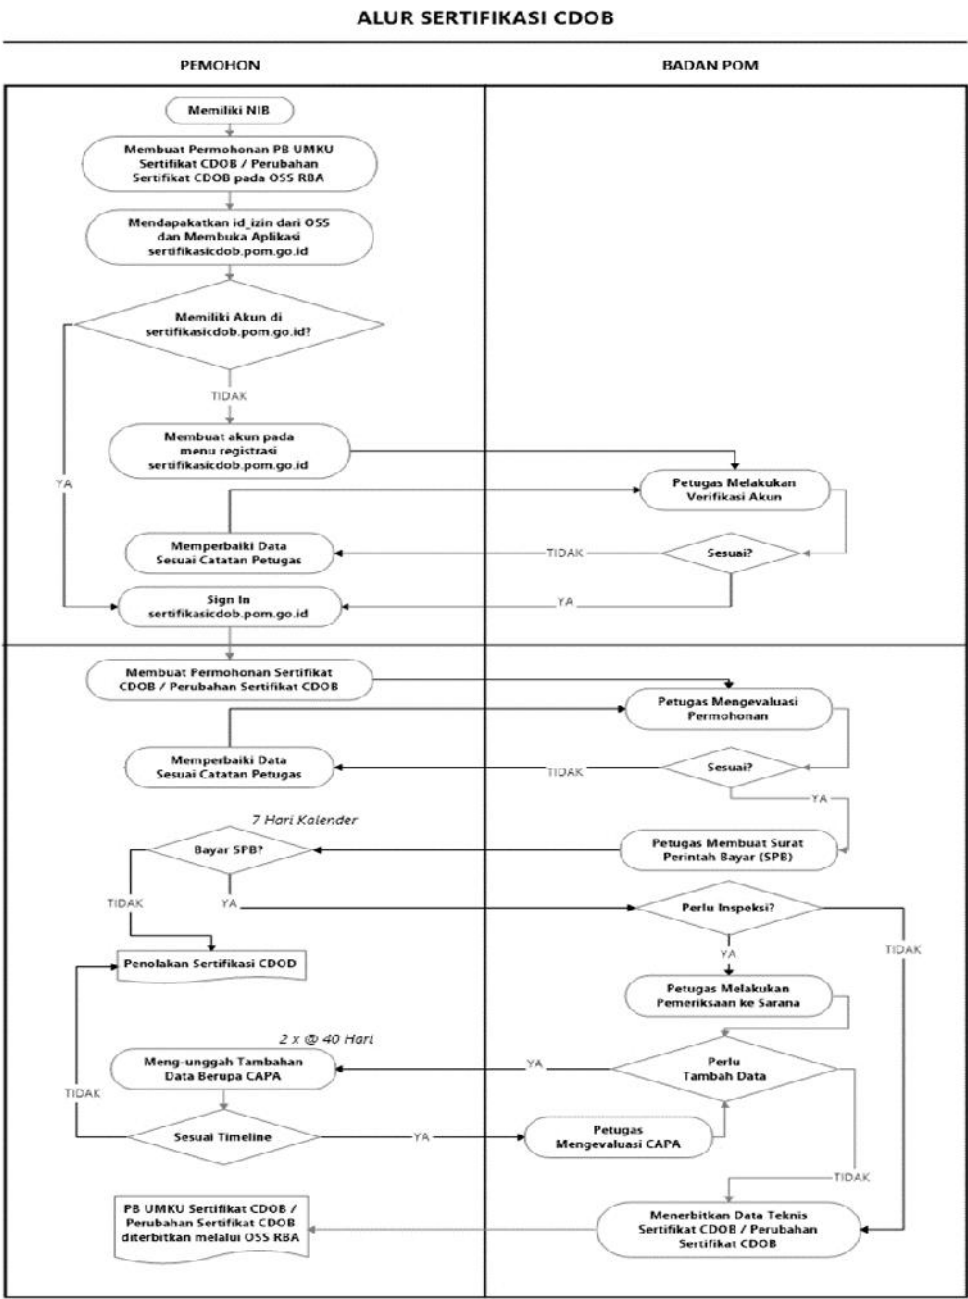 ALUR SERTIFIKASI CDOB
PEMOHON
BADAN POM
Memiliki NIB
Membuat Permohonan PB UMKU
Sertifikat CDOB / Perubahan
Sertifikat CDOB pada OSS RBA
Mendapakatkan id_izin dari OSS
dan Membuka Aplikasi
sertifikasicdob.pom.go.id
Memiliki Akun di
sertifikasicdob.pom.go.id?
TIDAK
YA
Membuat akun pada
menu registrasi
sertifikasicdob.pom.go.id
Petugas Melakukan
Verifikasi Akun
Memperbaiki Data
Sesuai Catatan Petugas
TIDAK
Sesuai?
Sign In
sertifikasicdob.pom.go.id
YA
Membuat Permohonan Sertifikat
CDOB / Perubahan Sertifikat CDOB
Petugas Mengevaluasi
Permohonan
Memperbaiki Data
Sesuai Catatan Petugas
TIDAK
Sesuai?
YA
7 Hari Kalender
Bayar SPB?
Petugas Membuat Surat
Perintah Bayar (SPB)
TIDAK
YA
Perlu Inspeksi?
TIDAK
YA
Penolakan Sertifikasi CDOD
Petugas Melakukan
Pemeriksaan ke Sarana
2 x @ 40 Hari
Meng-unggah Tambahan
Data Berupa CAPA
YA
Perlu
Tambah Data
TIDAK
Sesuai Timeline
YA
Petugas
Mengevaluasi CAPA
TIDAK
PB UMKU Sertifikat CDOB /
Perubahan Sertifikat CDOB
diterbitkan melalui OSS RBA
Menerbitkan Data Teknis
Sertifikat CDOB / Perubahan
Sertifikat CDOB